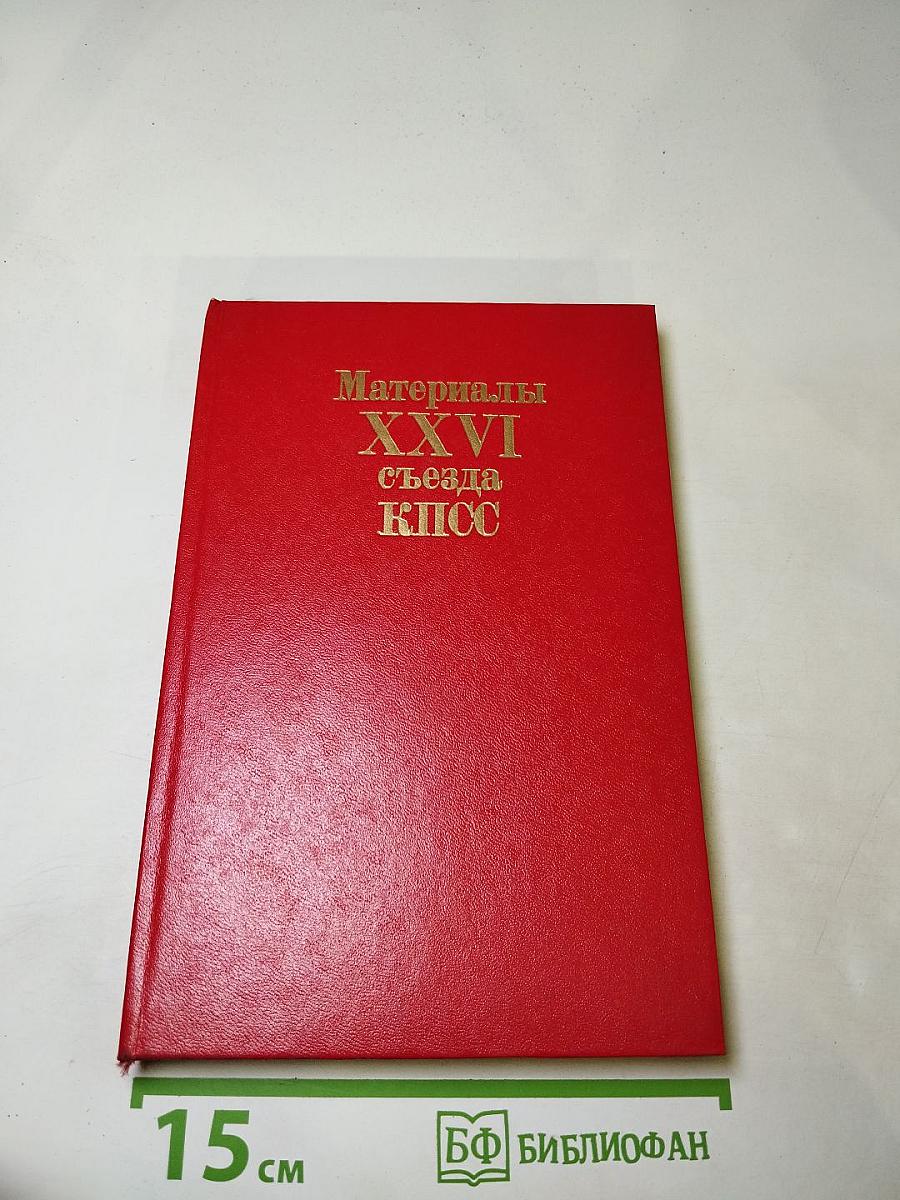 Материалы
XXVI
съезда
КПСС
15 см
БФ БИБЛИОФАН